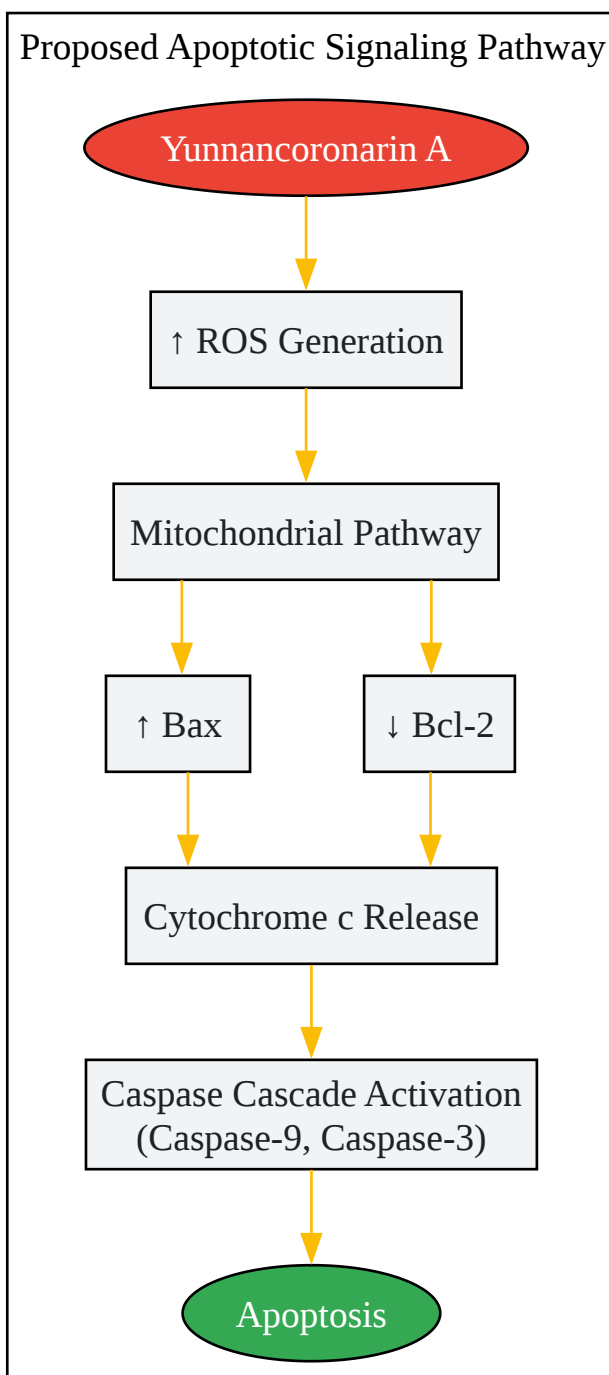 Proposed Apoptotic Signaling Pathway
Yunnancoronarin A
↑ ROS Generation
Mitochondrial Pathway
↑ Bax
↓ Bcl-2
Cytochrome c Release
Caspase Cascade Activation
(Caspase-9, Caspase-3)
Apoptosis